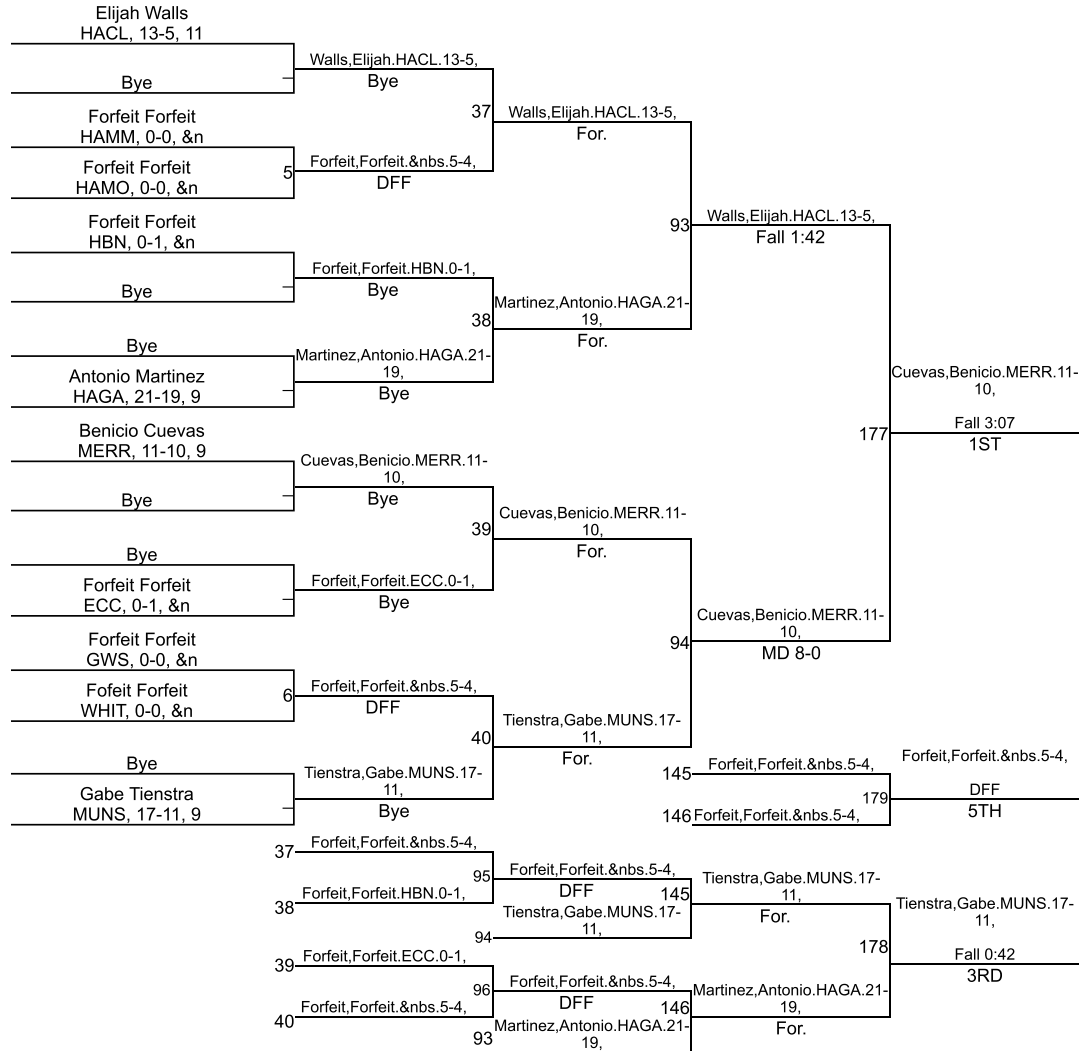 Elijah Walls
HACL, 13-5, 11
Bye
Walls,Elijah.HACL.13-5,
Bye
37
Walls,Elijah.HACL.13-5,
For.
Forfeit Forfeit
HAMM, 0-0, &n
Forfeit Forfeit
HAMO, 0-0, &n
5
Forfeit,Forfeit.&nbs.5-4,
DFF
Forfeit Forfeit
HBN, 0-1, &n
Bye
93
Walls,Elijah.HACL.13-5,
Fall 1:42
Forfeit,Forfeit.HBN.0-1,
Bye
38
Martinez,Antonio.HAGA.21-
19,
For.
Bye
Antonio Martinez
HAGA, 21-19, 9
Martinez,Antonio.HAGA.21-
19,
Bye
Cuevas,Benicio.MERR.11-
10,
177
Fall 3:07
1ST
Benicio Cuevas
MERR, 11-10, 9
Bye
Cuevas,Benicio.MERR.11-
10,
Bye
39
Cuevas,Benicio.MERR.11-
10,
For.
Bye
Forfeit Forfeit
ECC, 0-1, &n
Forfeit,Forfeit.ECC.0-1,
Bye
94
Cuevas,Benicio.MERR.11-
10,
MD 8-0
Forfeit Forfeit
GWS, 0-0, &n
Fofeit Forfeit
WHIT, 0-0, &n
6
Forfeit,Forfeit.&nbs.5-4,
DFF
40
Tienstra,Gabe.MUNS.17-
11,
For.
Bye
Gabe Tienstra
MUNS, 17-11, 9
Tienstra,Gabe.MUNS.17-
11,
Bye
145
Forfeit,Forfeit.&nbs.5-4,
146
Forfeit,Forfeit.&nbs.5-4,
179
Forfeit,Forfeit.&nbs.5-4,
DFF
5TH
37
Forfeit,Forfeit.&nbs.5-4,
38
Forfeit,Forfeit.HBN.0-1,
95
Forfeit,Forfeit.&nbs.5-4,
DFF
94
Tienstra,Gabe.MUNS.17-
11,
145
Tienstra,Gabe.MUNS.17-
11,
For.
39
Forfeit,Forfeit.ECC.0-1,
40
Forfeit,Forfeit.&nbs.5-4,
96
Forfeit,Forfeit.&nbs.5-4,
DFF
93
Martinez,Antonio.HAGA.21-
19,
146
Martinez,Antonio.HAGA.21-
19,
For.
178
Tienstra,Gabe.MUNS.17-
11,
Fall 0:42
3RD